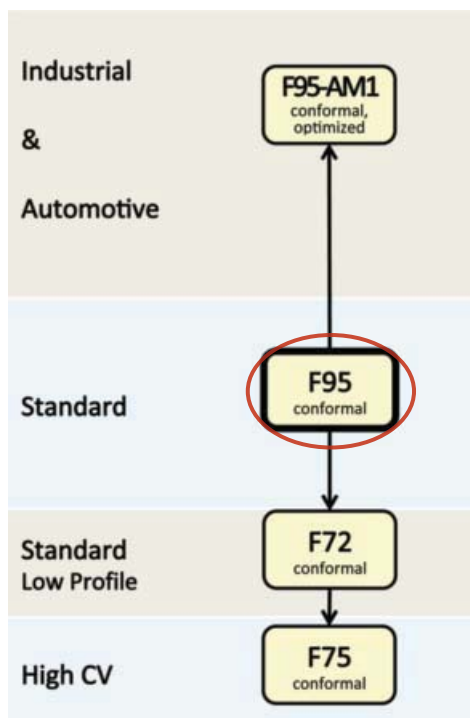 Industrial
&
Automotive
F95-AM1
conformal,
optimized
Standard
F95
conformal
Standard
Low Profile
F72
conformal
High CV
F75
conformal